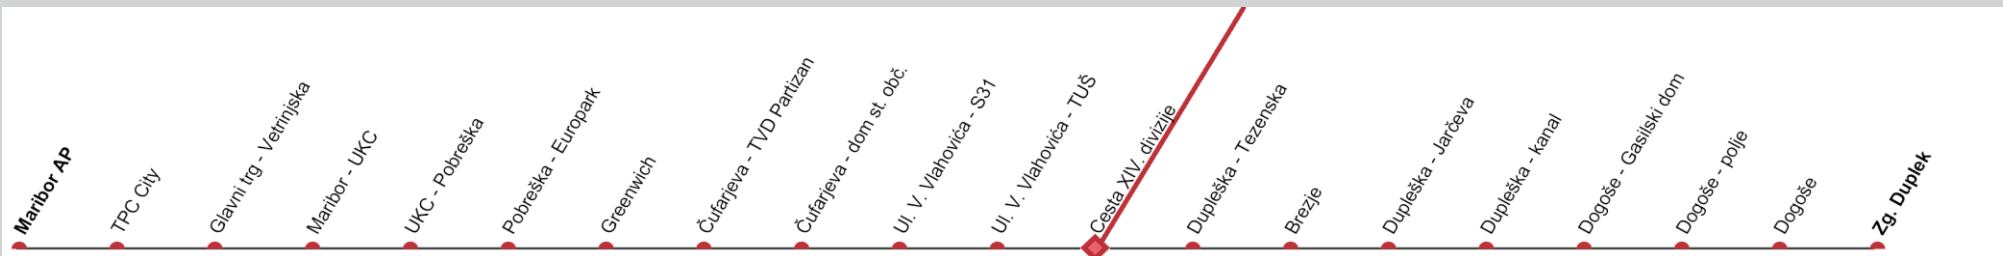 Maribor AP
TPC City
Glavni trg - Vetrinjska
Maribor - UKC
UKC - Pobreška
Pobreška - Europark
Greenwich
Čufarjeva - TVD Partizan
Čufarjeva - dom st. obč.
Ul. V. Vlahovića - S31
Ul. V. Vlahovića - TUŠ
Cesta XIV. divizije
Dupleška - Tezenska
Brezje
Dupleška - Jarčeva
Dupleška - kanal
Dogoše - Gasilski dom
Dogoše - polje
Dogoše
Zg. Duplek